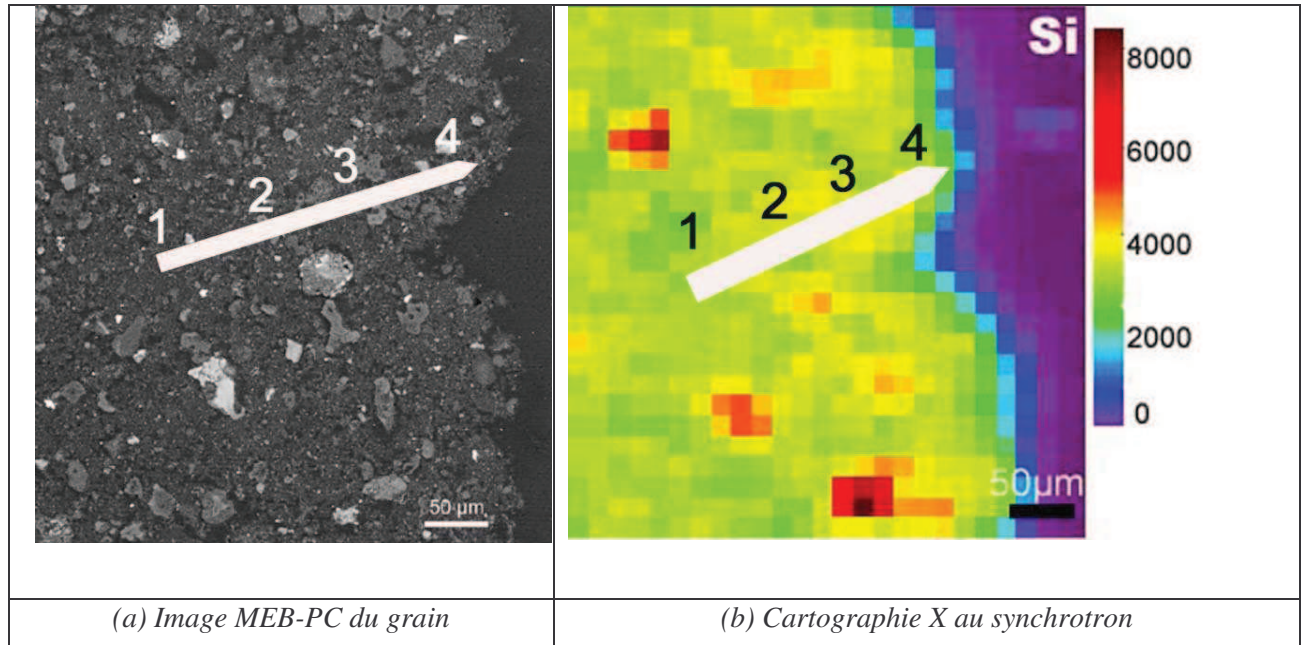 1
2
3
4
50 µm
Si
1
2
3
4
50µm
8000
6000
4000
2000
0
(a) Image MEB-PC du grain
(b) Cartographie X au synchrotron